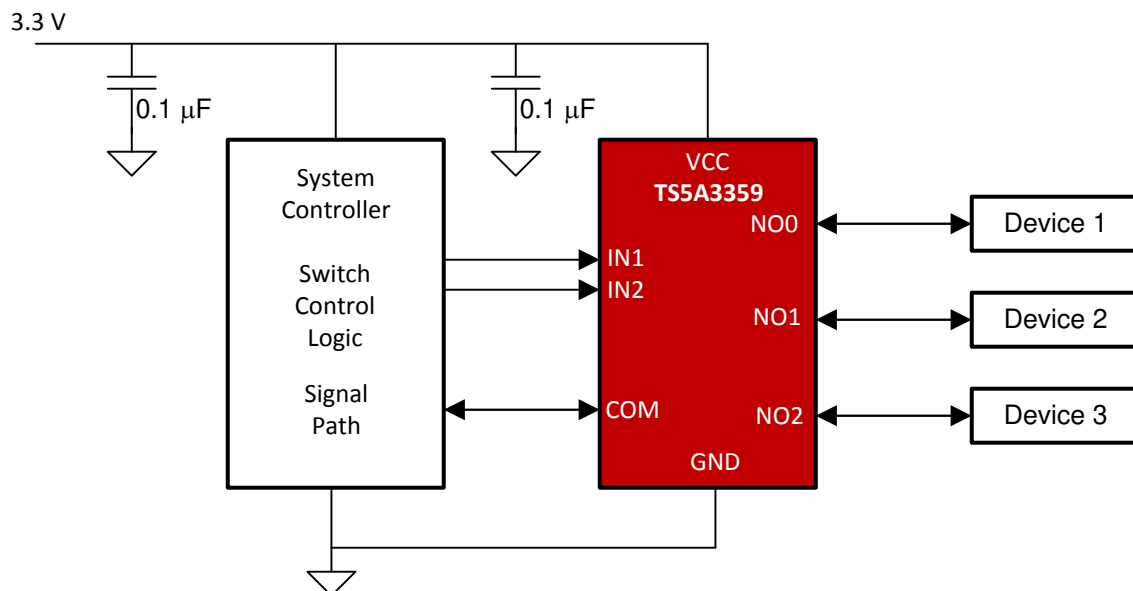 3.3 V
0.1 μF
0.1 μF
System
Controller
Switch
Control
Logic
Signal
Path
VCC
TS5A3359
IN1
IN2
COM
NO0
NO1
NO2
GND
Device 1
Device 2
Device 3